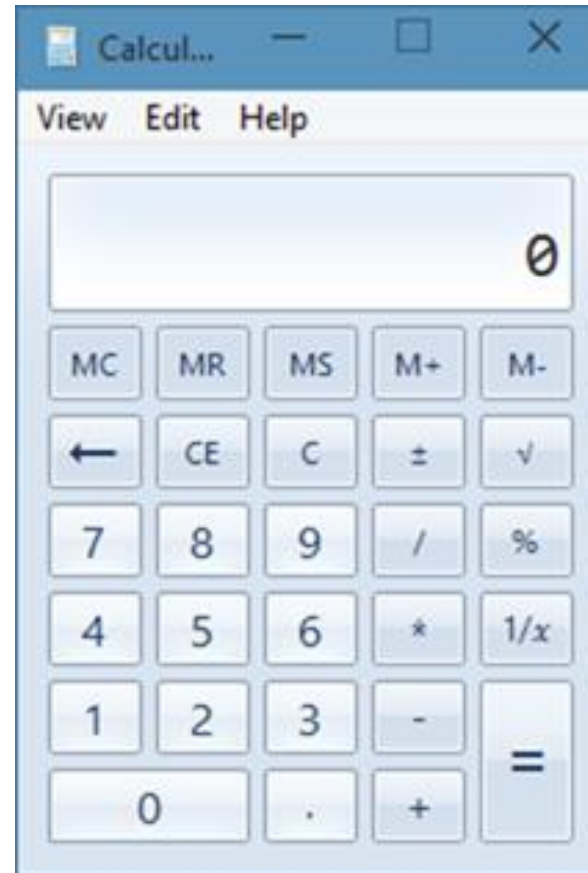 Calcul...
View Edit Help
0
MC MR MS M+ M-
← CE C ± √
7 8 9 / %
4 5 6 * 1/x
1 2 3 - =
0 . +